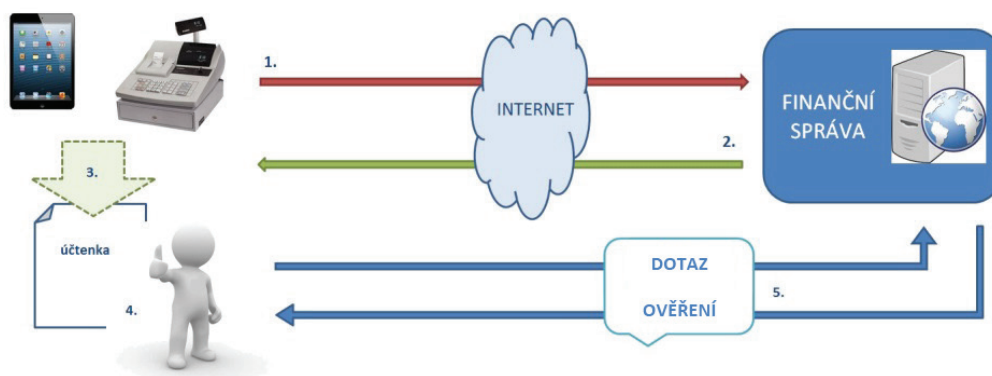 1.
INTERNET
FINANČNÍ
SPRÁVA
2.
3.
účtenka
4.
DOTAZ
5.
OVĚŘENÍ